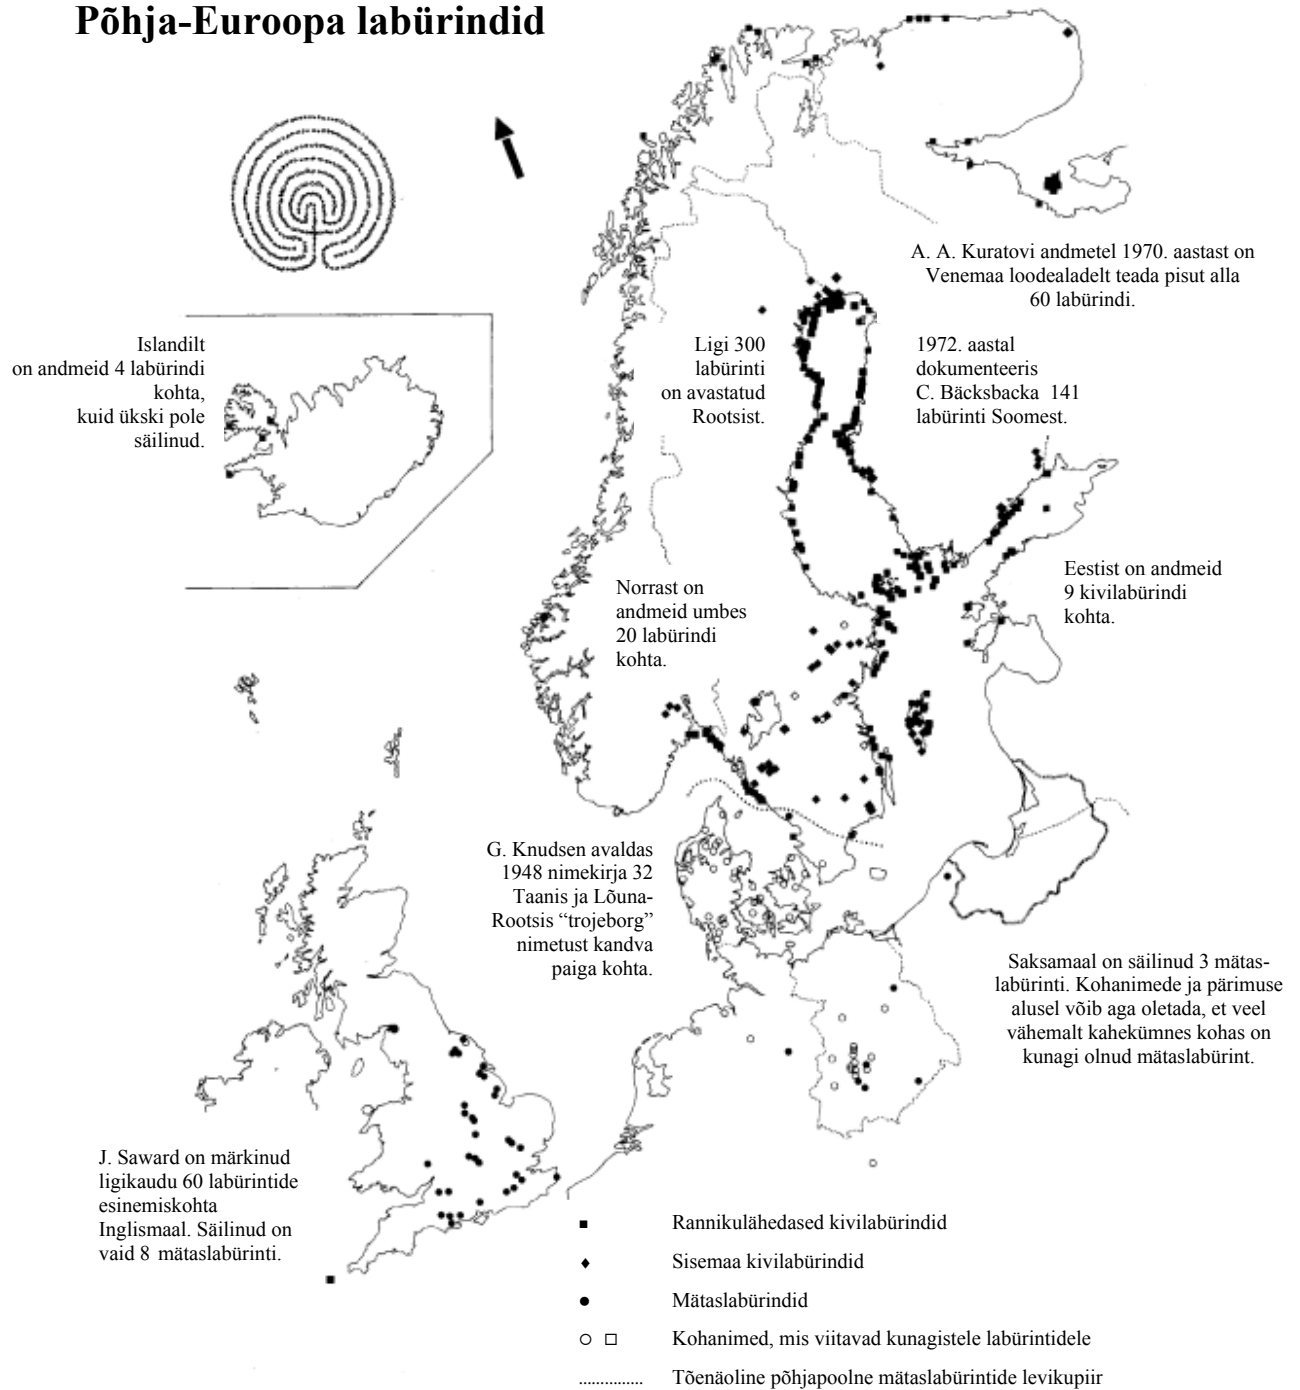 Põhja-Euroopa labürindid
A. A. Kuratovi andmetel 1970. aastast on
Venemaa loodealadelt teada pisut alla
60 labürindi.
Islandilt
on andmeid 4 labürindi
kohta,
kuid ükski pole
säilinud.
Ligi 300
labürinti
on avastatud
Rootsist.
1972. aastal
dokumenteeris
C. Bäcksbacka 141
labürinti Soomest.
Norrast on
andmeid umbes
20 labürindi
kohta.
Eestist on andmeid
9 kivilabürindi
kohta.
G. Knudsen avaldas
1948 nimekirja 32
Taanis ja Lõuna-
Rootsis “trojeborg”
nimetust kandva
paiga kohta.
Saksamaal on säilinud 3 mätas-
labürinti. Kohanimede ja pärimuse
alusel võib aga oletada, et veel
vähemalt kahekümnes kohas on
kunagi olnud mätaslabürint.
J. Saward on märkinud
ligikaudu 60 labürintide
esinemiskohta
Inglismaal. Säilinud on
vaid 8 mätaslabürinti.
Rannikulähedased kivilabürindid
Sisemaa kivilabürindid
Mätaslabürindid
Kohanimed, mis viitavad kunagistele labürintidele
Tõenäoline põhjapoolne mätaslabürintide levikupiir